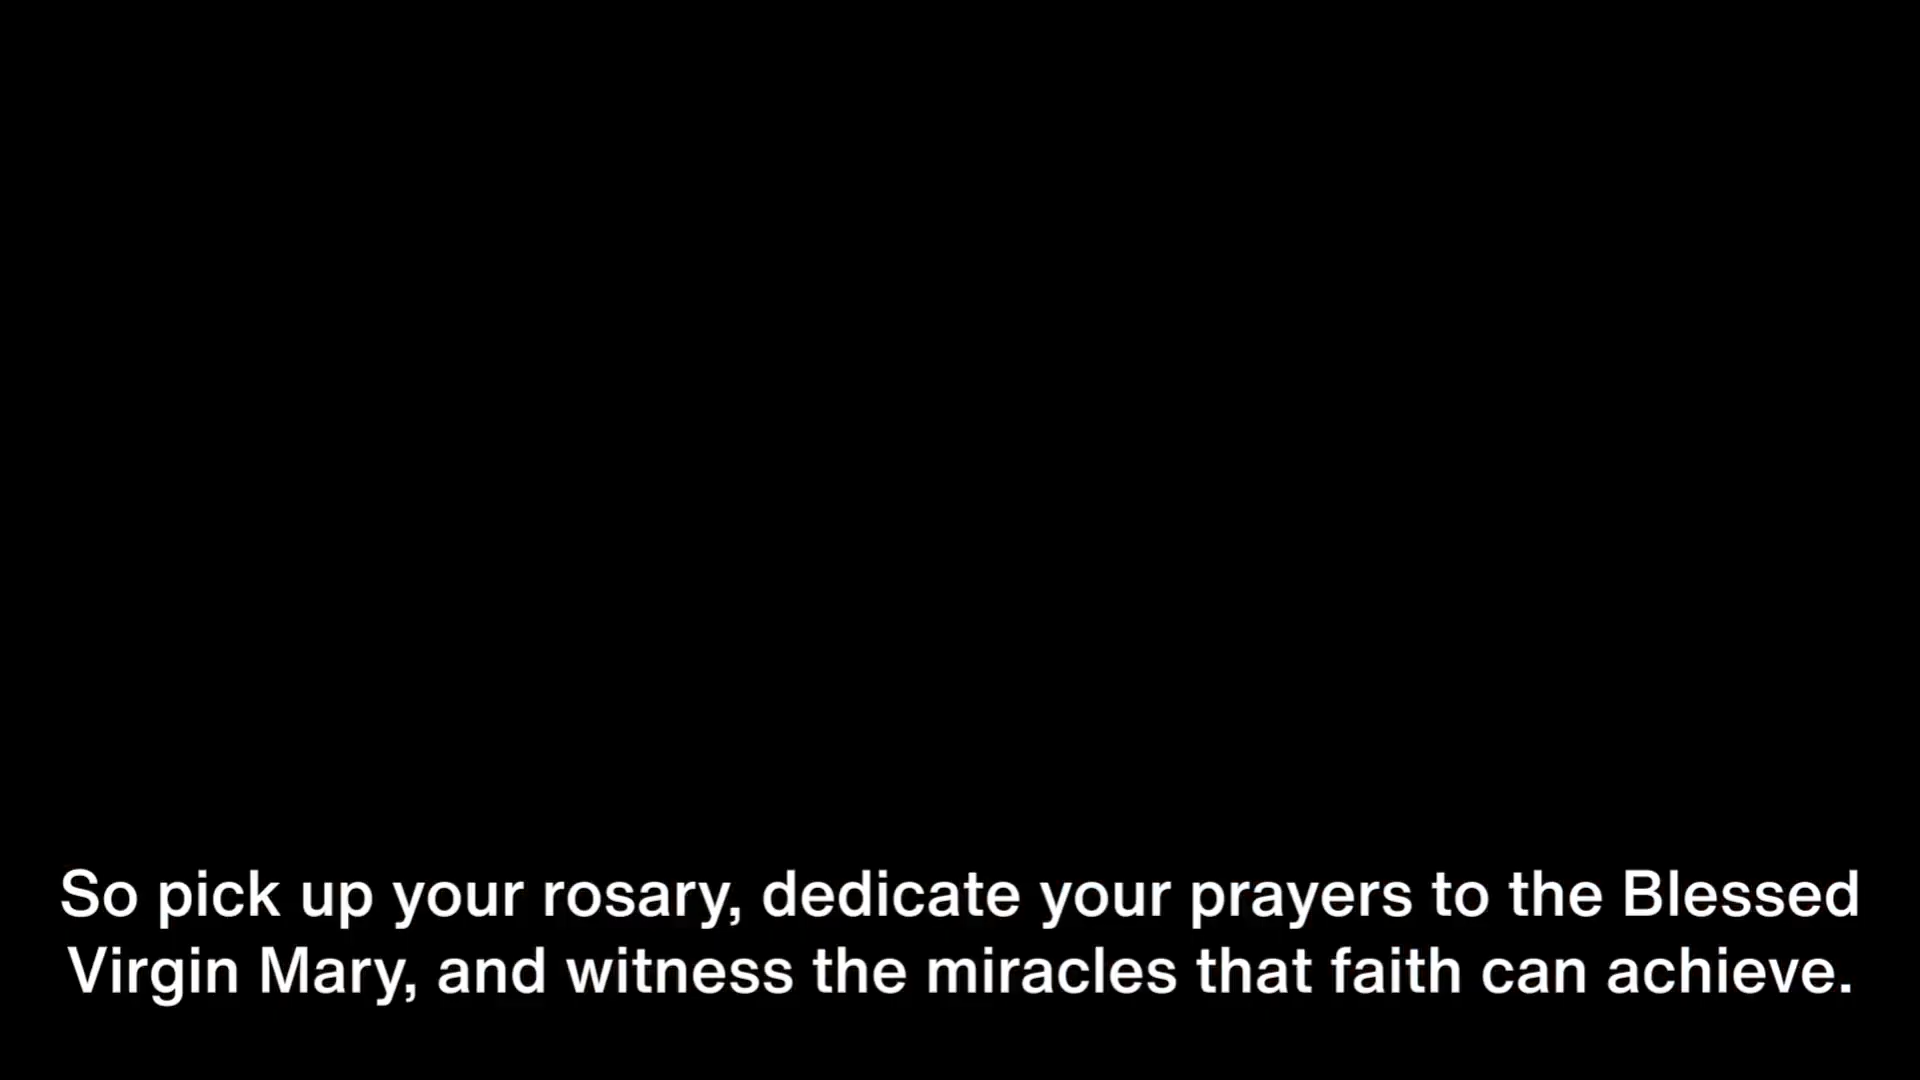 So pick up your rosary, dedicate your prayers to the Blessed
Virgin Mary, and witness the miracles that faith can achieve.